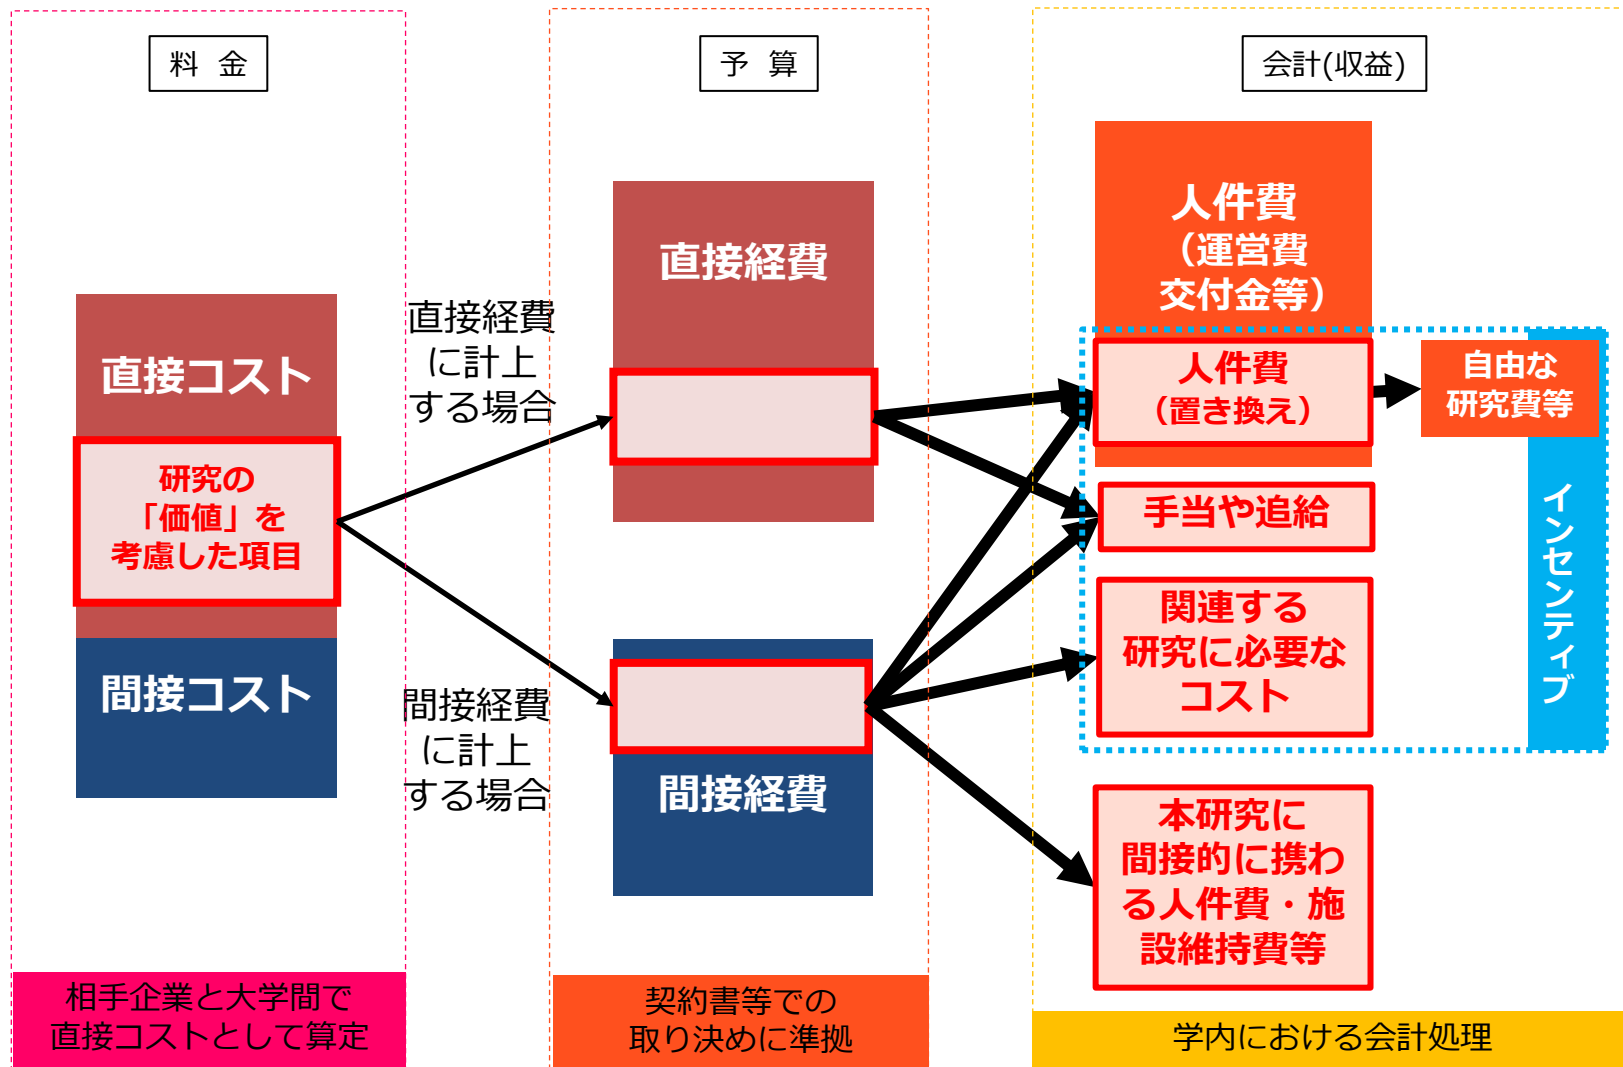 料 金
直接コスト
研究の
「価値」を
考慮した項目
間接コスト
相手企業と大学間で
直接コストとして算定
直接経費
に計上
する場合
間接経費
に計上
する場合
予 算
直接経費
間接経費
契約書等での
取り決めに準拠
会計(収益)
人件費
（運営費
交付金等）
人件費
（置き換え）
自由な
研究費等
手当や追給
関連する
研究に必要な
コスト
インセンティブ
本研究に
間接的に携わ
る人件費・施
設維持費等
学内における会計処理